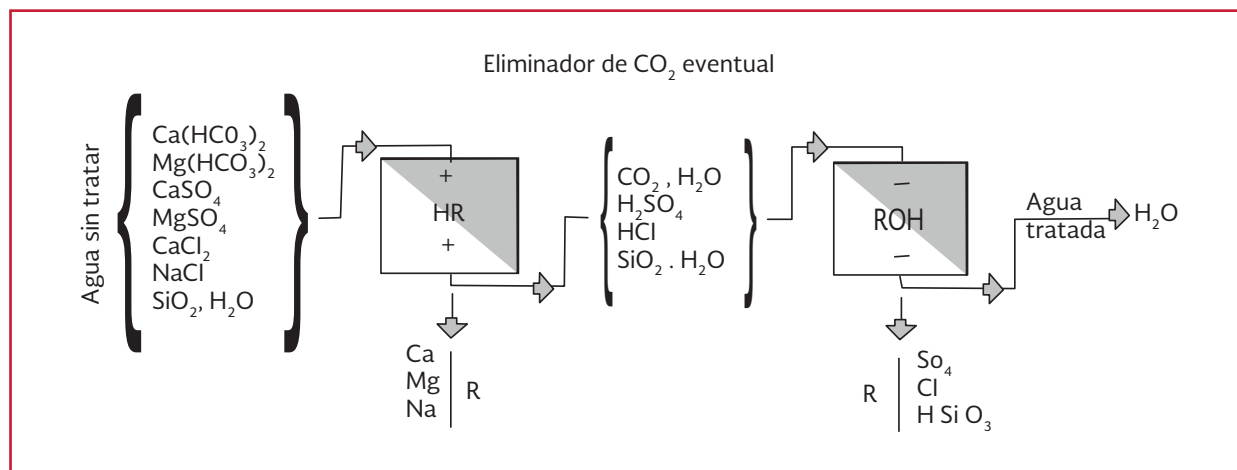 Eliminador de CO₂ eventual
Agua sin tratar
Ca(HC0₃)₂
Mg(HCO₃)₂
CaSO₄
MgSO₄
CaCl₂
NaCl
SiO₂, H₂O
+
HR
+
Ca
Mg
Na
R
CO₂ , H₂O
H₂SO₄
HCl
SiO₂ . H₂O
–
ROH
–
R
So₄
Cl
H Si O₃
Agua
tratada
H₂O